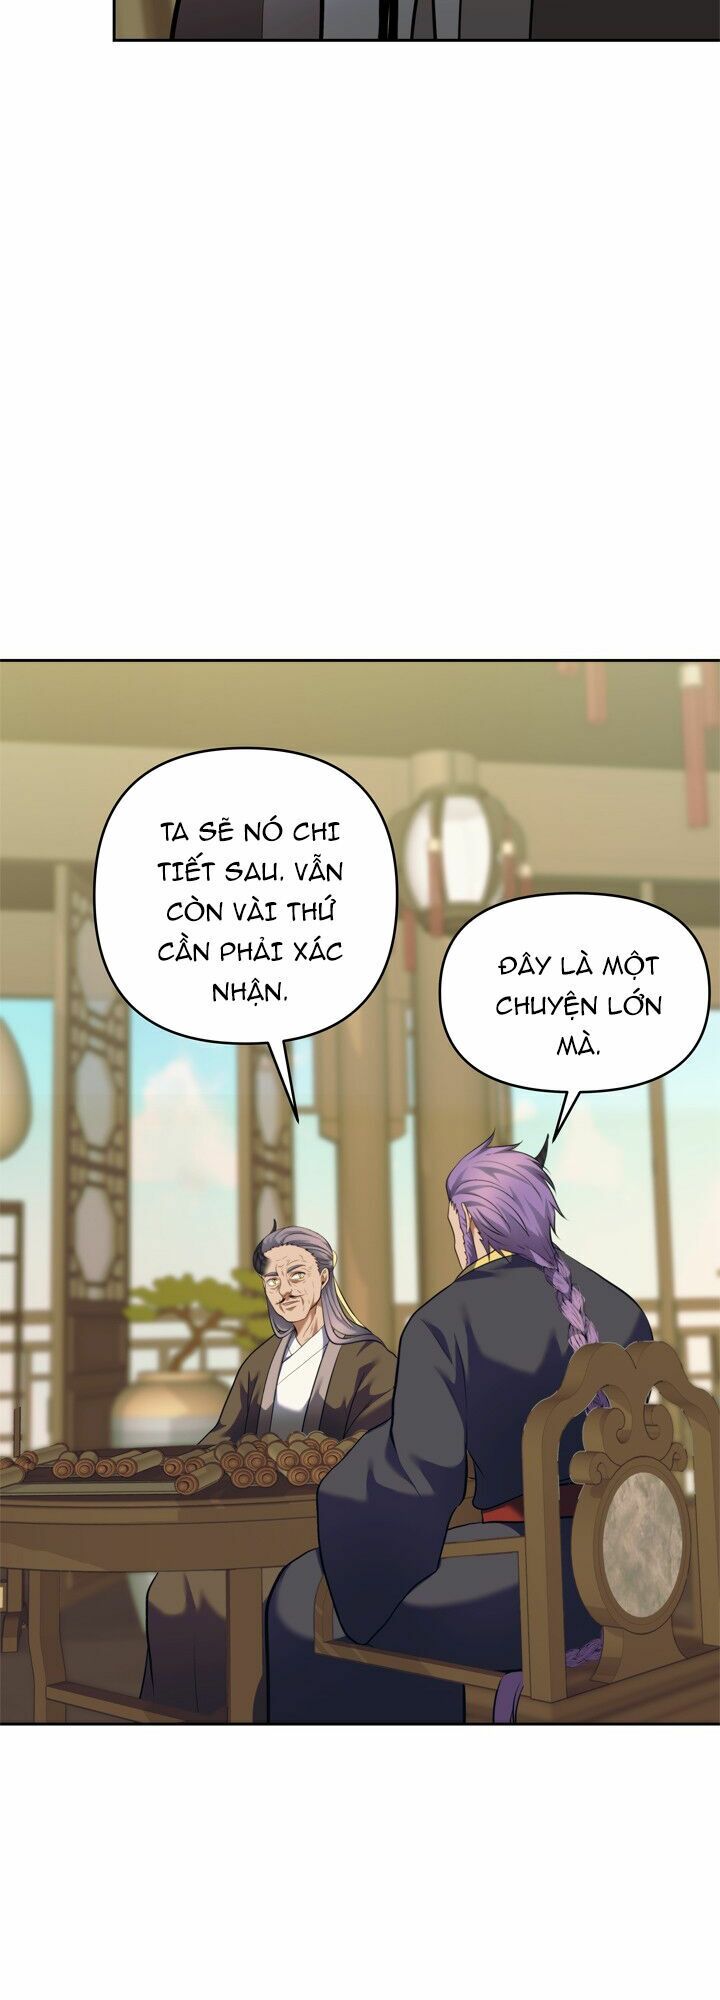 TA SẼ NÓ CHI
TIẾT SAU. VẪN
CÒN VÀI THỨ
CẦN PHẢI XÁC
NHẬN.
ĐÂY LÀ MỘT
CHUYỆN LỚN
MÀ.